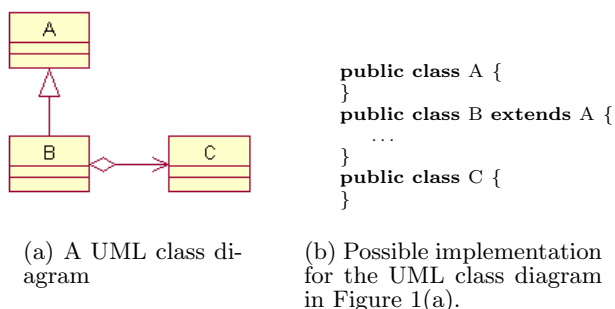 A
B
C
public class A {
}
public class B extends A {
...
}
public class C {
}
(a) A UML class di-
agram
(b) Possible implementation
for the UML class diagram
in Figure 1(a).